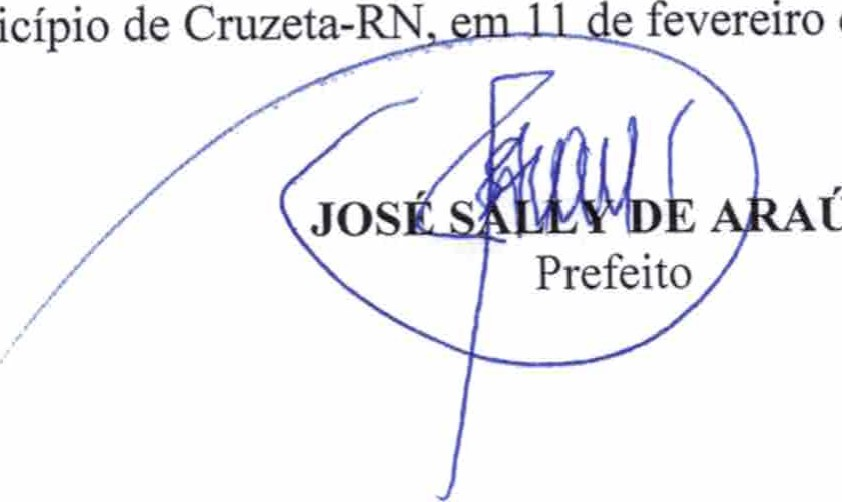 icípio de Cruzeta-RN, em 11 de fevereiro
JOSÉ SALLY DE ARAÚ
Prefeito